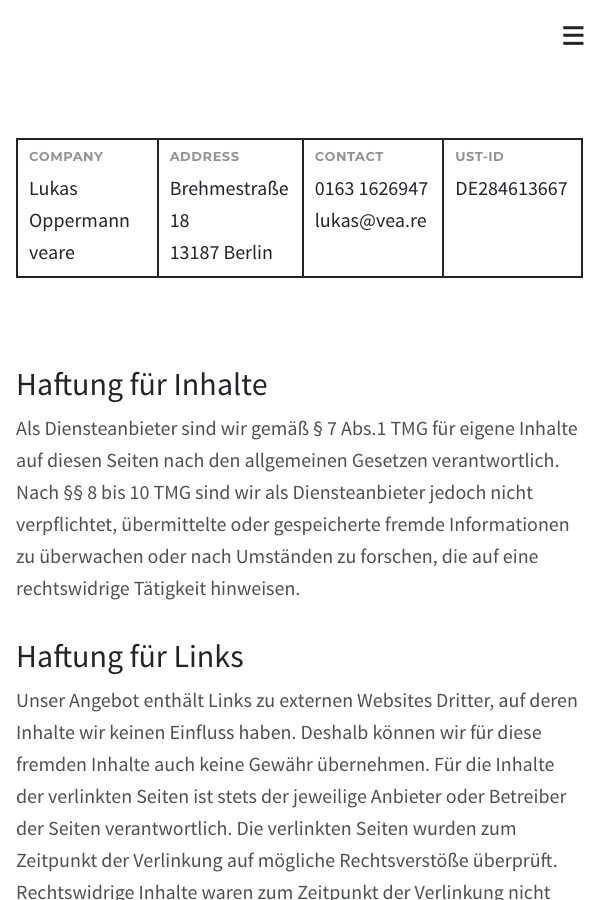 COMPANY
Lukas
Oppermann
veare
ADDRESS
Brehmestraße
18
13187 Berlin
CONTACT
0163 1626947
lukas@vea.re
UST-ID
DE284613667
Haftung für Inhalte
Als Diensteanbieter sind wir gemäß § 7 Abs.1 TMG für eigene Inhalte
auf diesen Seiten nach den allgemeinen Gesetzen verantwortlich.
Nach §§ 8 bis 10 TMG sind wir als Diensteanbieter jedoch nicht
verpflichtet, übermittelte oder gespeicherte fremde Informationen
zu überwachen oder nach Umständen zu forschen, die auf eine
rechtswidrige Tätigkeit hinweisen.
Haftung für Links
Unser Angebot enthält Links zu externen Websites Dritter, auf deren
Inhalte wir keinen Einfluss haben. Deshalb können wir für diese
fremden Inhalte auch keine Gewähr übernehmen. Für die Inhalte
der verlinkten Seiten ist stets der jeweilige Anbieter oder Betreiber
der Seiten verantwortlich. Die verlinkten Seiten wurden zum
Zeitpunkt der Verlinkung auf mögliche Rechtsverstöße überprüft.
Rechtswidrige Inhalte waren zum Zeitpunkt der Verlinkung nicht